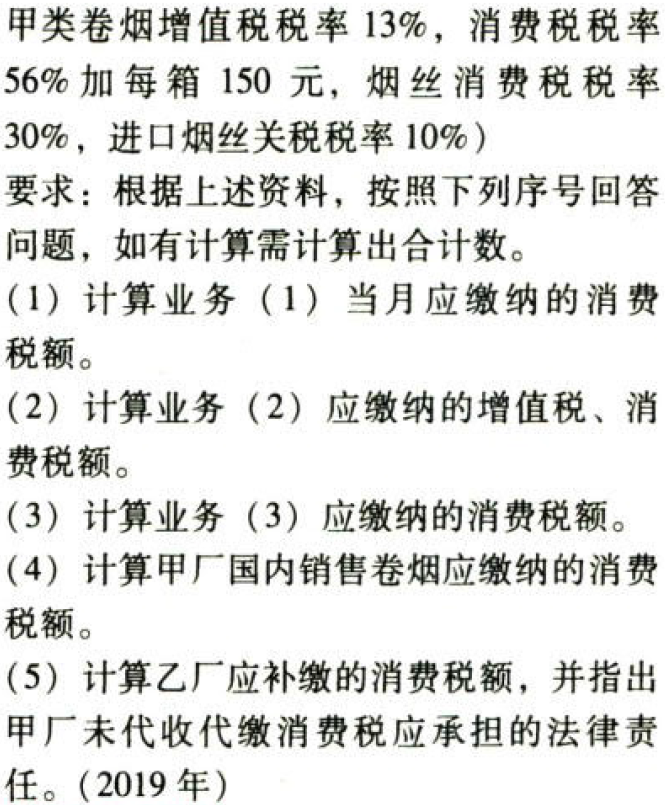 甲类卷烟增值税税率 13%，消费税税率
56%加每箱 150 元，烟丝消费税税率
30%，进口烟丝关税税率 10%）
要求：根据上述资料，按照下列序号回答
问题，如有计算需计算出合计数。
（1）计算业务（1）当月应缴纳的消费
税额。
（2）计算业务（2）应缴纳的增值税、消
费税额。
（3）计算业务（3）应缴纳的消费税额。
（4）计算甲厂国内销售卷烟应缴纳的消费
税额。
（5）计算乙厂应补缴的消费税额，并指出
甲厂未代收代缴消费税应承担的法律责
任。（2019 年）